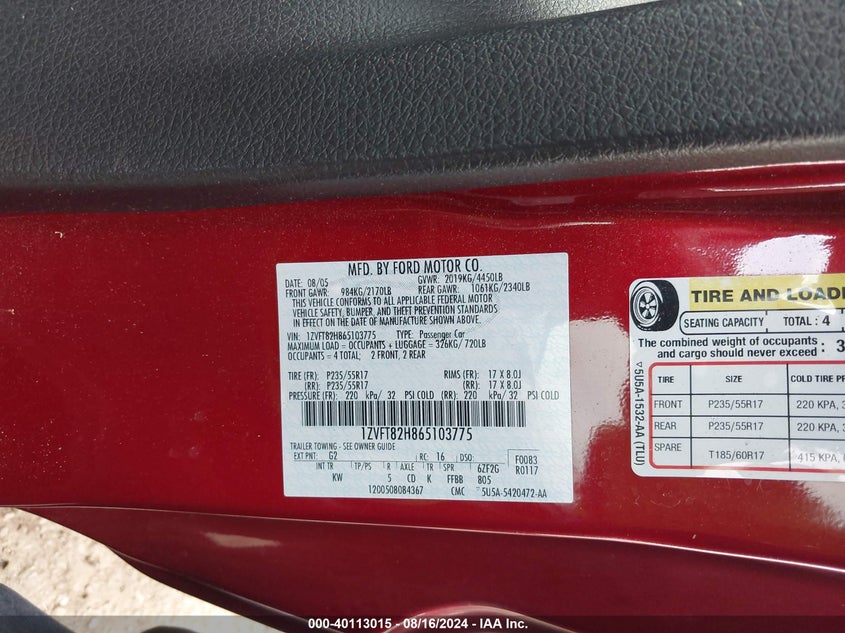 MFD. BY FORD MOTOR CO.
DATE: 08/05 GVWR: 2019KG/4450LB
FRONT GAWR: 984KG/2170LB REAR GAWR: 1061KG/2340LB
THIS VEHICLE CONFORMS TO ALL APPLICABLE FEDERAL MOTOR
VEHICLE SAFETY, BUMPER, AND THEFT PREVENTION STANDARDS
IN EFFECT ON THE DATE OF MANUFACTURE SHOWN ABOVE.
VIN: 1ZVFT82H865103775 TYPE: Passenger Car
MAXIMUM LOAD = OCCUPANTS + LUGGAGE = 326KG/ 720LB
OCCUPANTS = 4 TOTAL; 2 FRONT, 2 REAR
TIRE (FR): P235/55R17 RIMS (FR): 17 X 8.0J
(RR): P235/55R17 (RR): 17 X 8.0J
PRESSURE (FR): 220 kPA/ 32 PSI COLD (RR): 220 kPA/ 32 PSI COLD
1ZVFT82H865103775
TRAILER TOWING - SEE OWNER GUIDE
EXT PNT: G2 RC: 16 DSO: F0083
INT TR TP/PS R AXLE TR SPR 6ZF2G R0117
KW 5 CD K FFBB 805
1200508084367 CMC 5U5A-5420472-AA
TIRE AND LOADI
SEATING CAPACITY TOTAL: 4
The combined weight of occupants
and cargo should never exceed : 3
TIRE SIZE COLD TIRE PR
FRONT P235/55R17 220 KPA, 3
REAR P235/55R17 220 KPA,
SPARE T185/60R17 415 KPA, 6
5U5A-1532-AA (TLU)
000-40113015 - 08/16/2024 - IAA Inc.